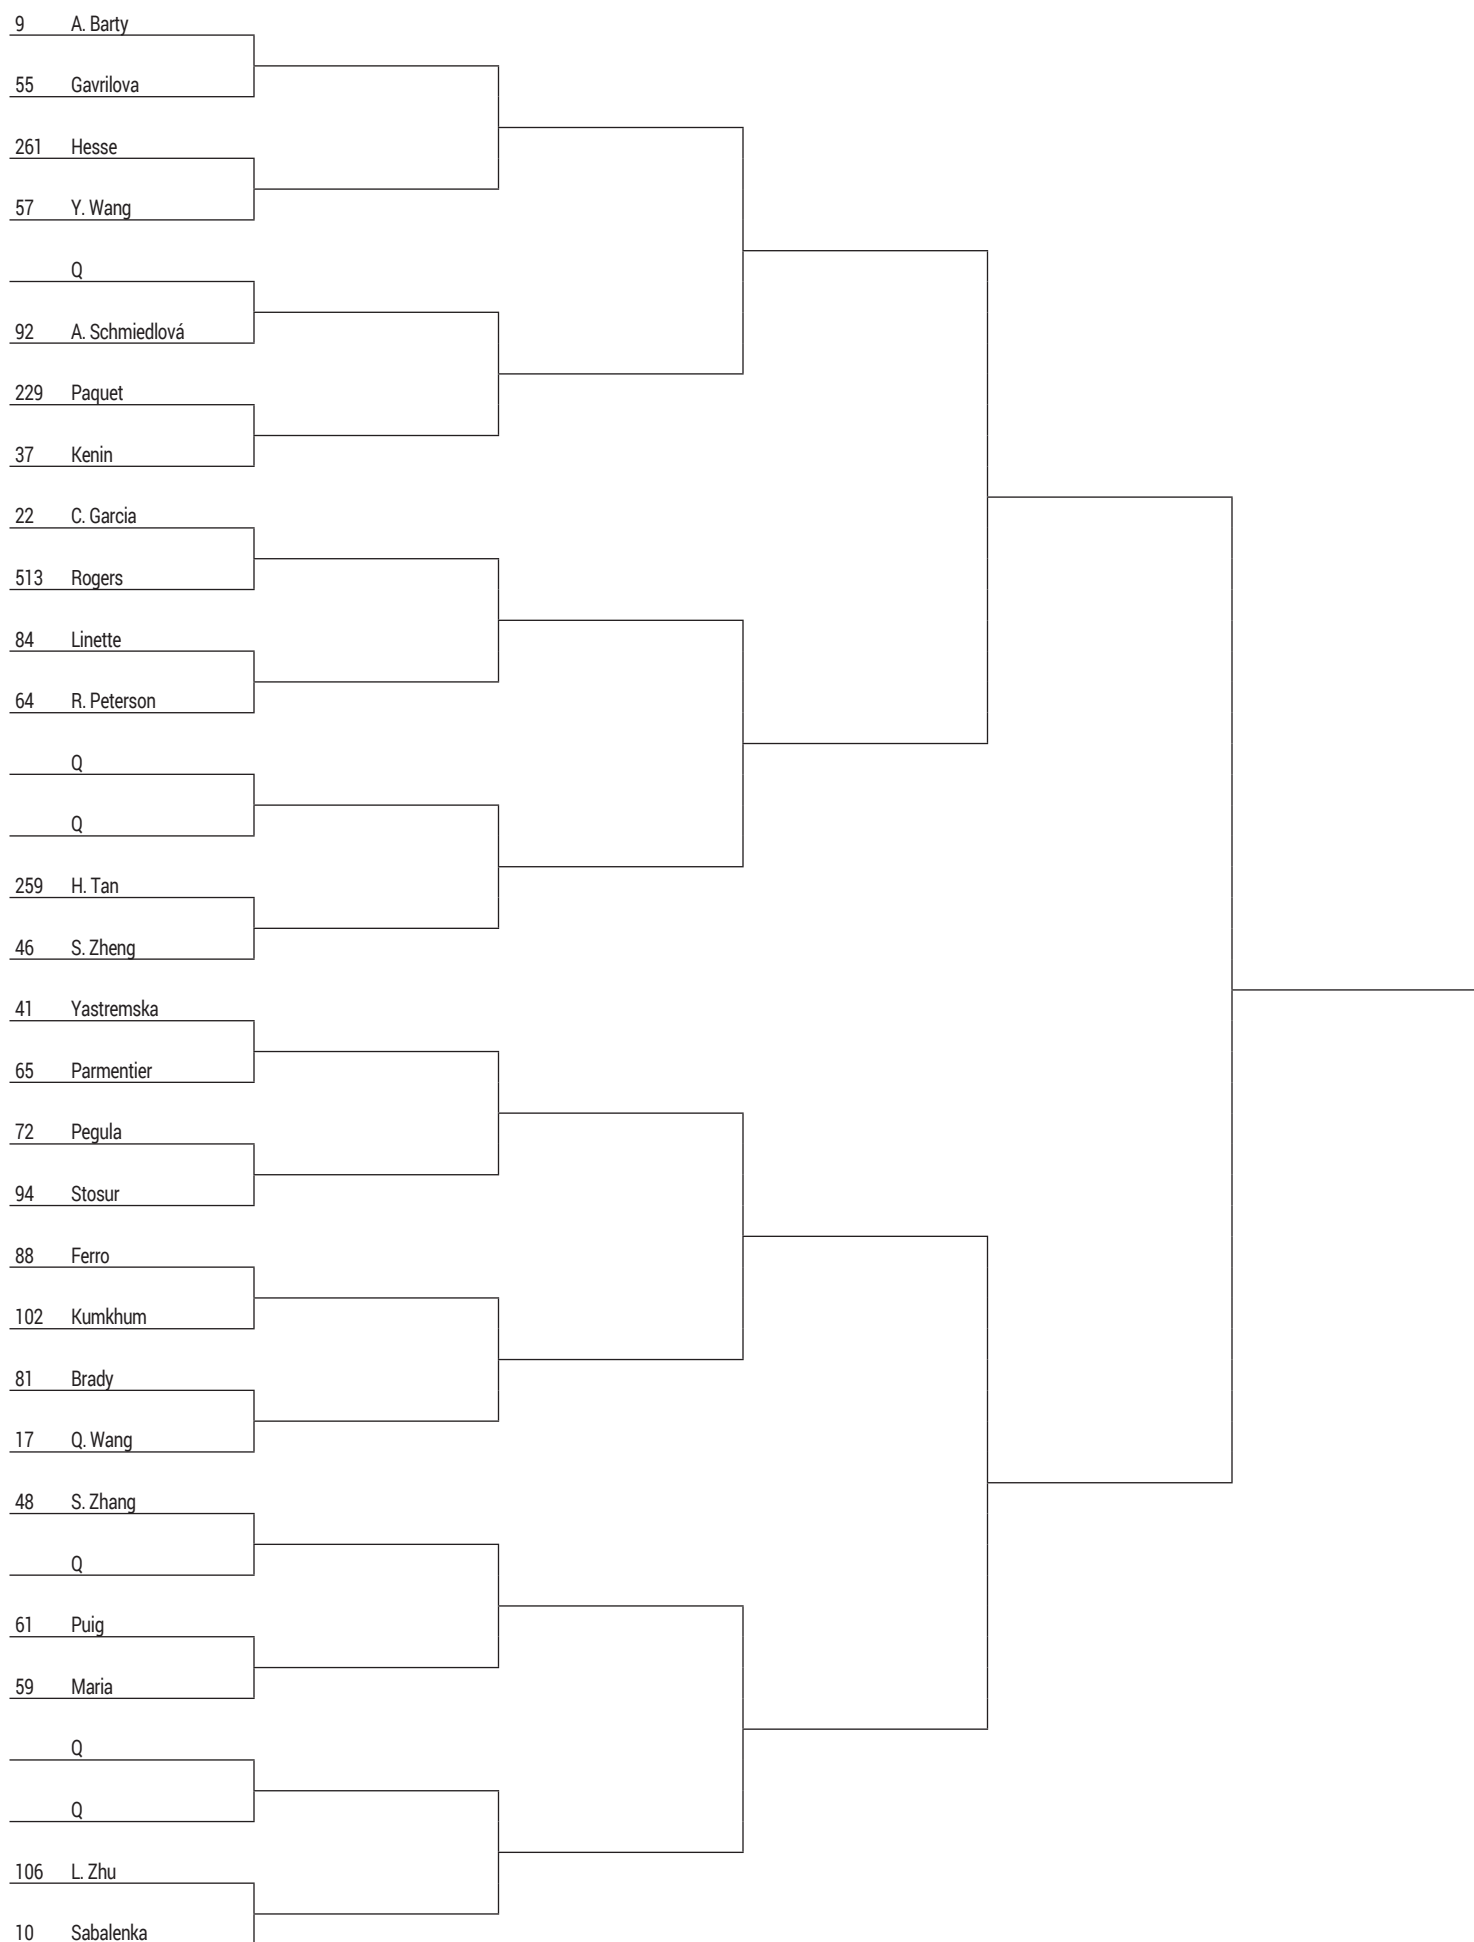 9 A. Barty
55 Gavrilova
261 Hesse
57 Y. Wang
Q
92 A. Schmiedlová
229 Paquet
37 Kenin
22 C. Garcia
513 Rogers
84 Linette
64 R. Peterson
Q
Q
259 H. Tan
46 S. Zheng
41 Yastremska
65 Parmentier
72 Pegula
94 Stosur
88 Ferro
102 Kumkhum
81 Brady
17 Q. Wang
48 S. Zhang
Q
61 Puig
59 Maria
Q
Q
106 L. Zhu
10 Sabalenka